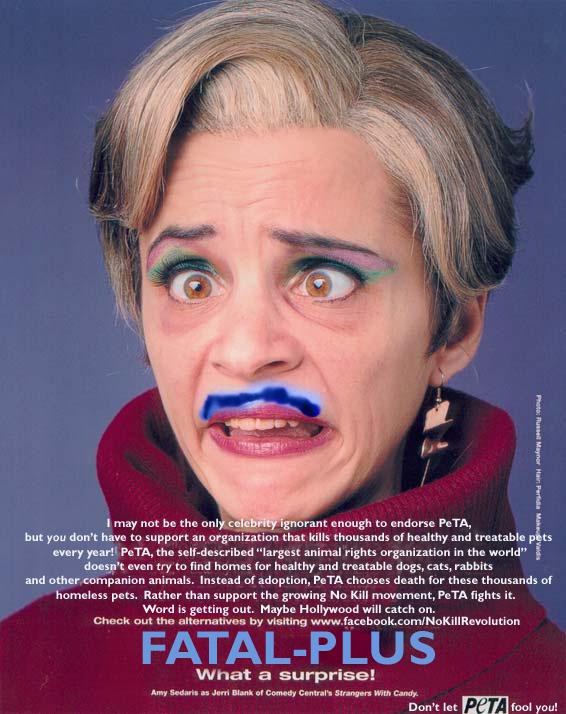 Photo: Russell Maynor Hair: Perfidia Makeup: Vaidis
I may not be the only celebrity ignorant enough to endorse PeTA,
but you don't have to support an organization that kills thousands of healthy and treatable pets
every year! PeTA, the self-described “largest animal rights organization in the world”
doesn't even try to find homes for healthy and treatable dogs, cats, rabbits
and other companion animals. Instead of adoption, PeTA chooses death for these thousands of
homeless pets. Rather than support the growing No Kill movement, PeTA fights it.
Word is getting out. Maybe Hollywood will catch on.
Check out the alternatives by visiting www.facebook.com/NoKillRevolution
FATAL-PLUS
What a surprise!
Amy Sedaris as Jerri Blank of Comedy Central's Strangers With Candy.
Don't let PETA fool you!